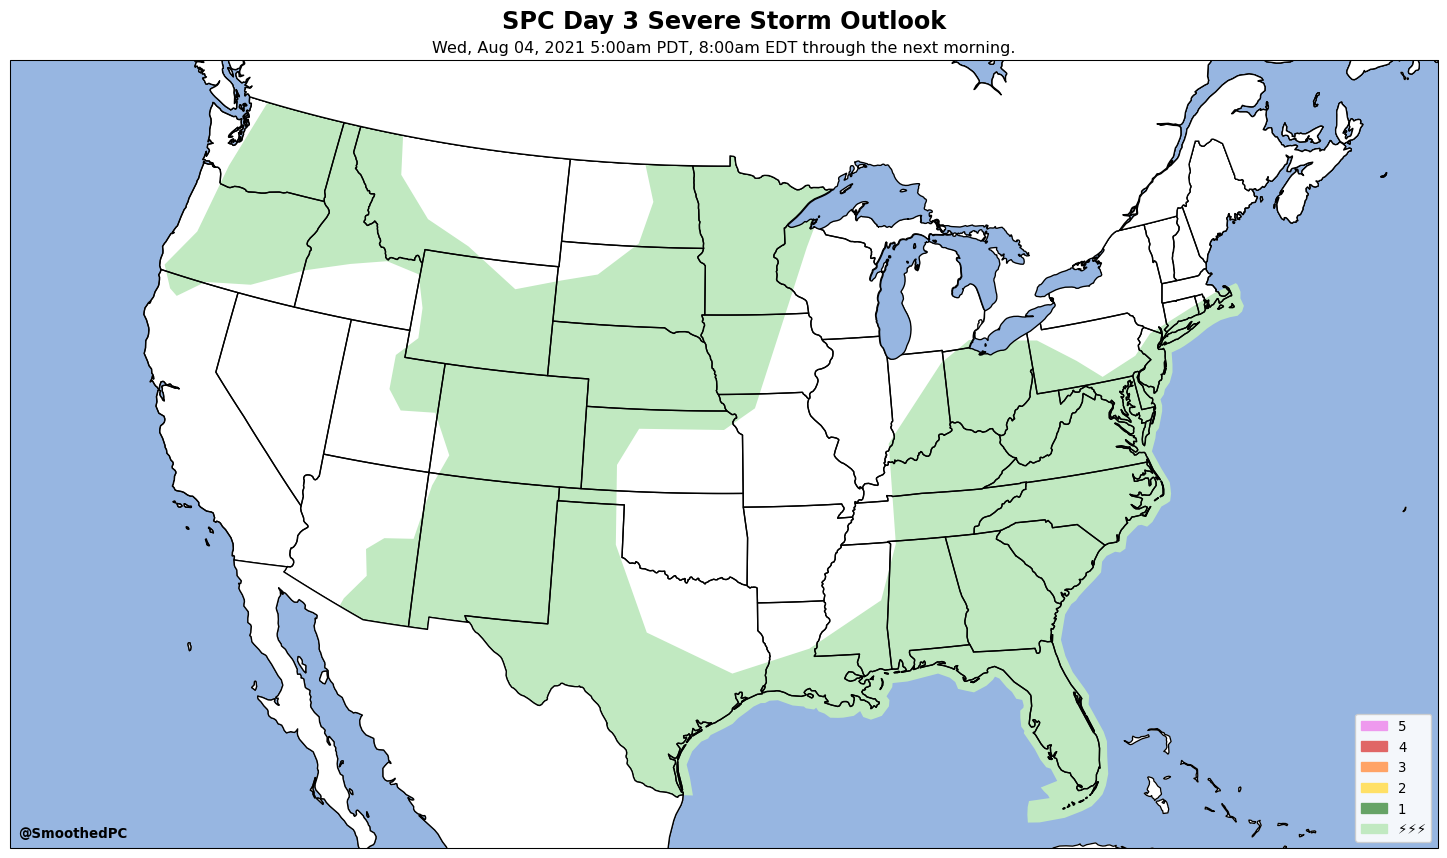 SPC Day 3 Severe Storm Outlook
Wed, Aug 04, 2021 5:00am PDT, 8:00am EDT through the next morning.
5
4
3
2
1
⚡⚡⚡
@SmoothedPC